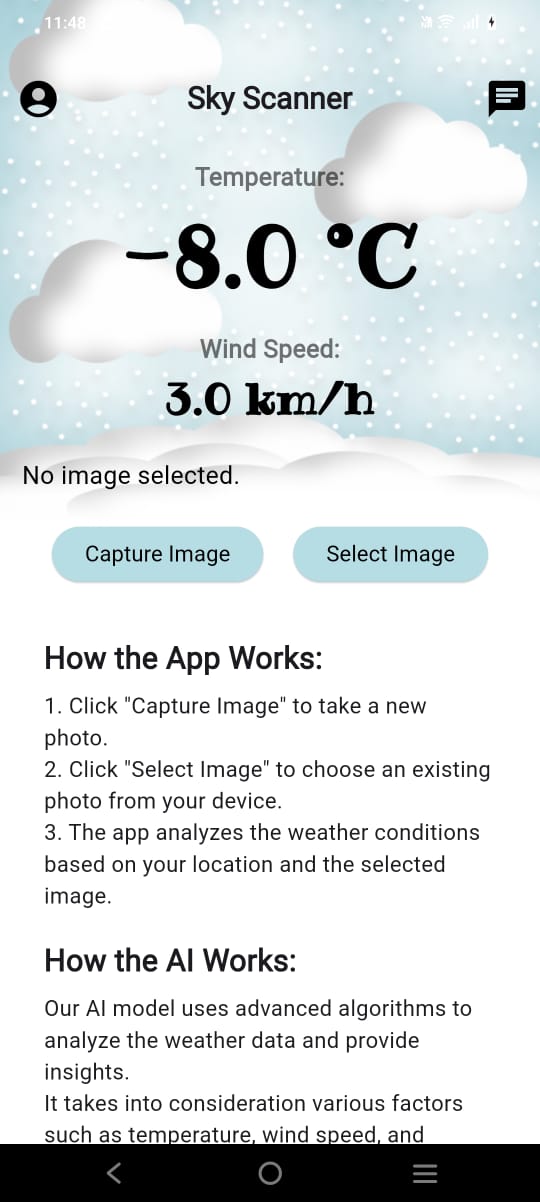 11:48
Sky Scanner
Temperature:
-8.0 °C
Wind Speed:
3.0 km/h
No image selected.
Capture Image
Select Image
How the App Works:
1. Click "Capture Image" to take a new
photo.
2. Click "Select Image" to choose an existing
photo from your device.
3. The app analyzes the weather conditions
based on your location and the selected
image.
How the AI Works:
Our AI model uses advanced algorithms to
analyze the weather data and provide
insights.
It takes into consideration various factors
such as temperature, wind speed, and